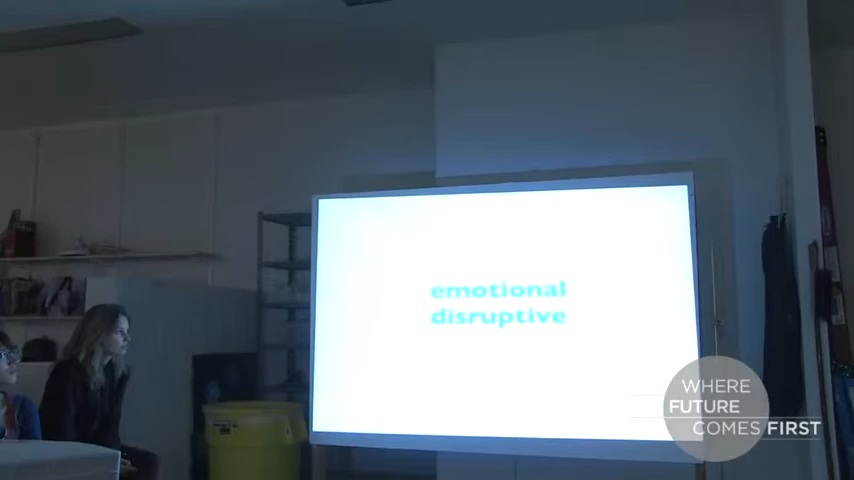 emotional
disruptive
WHERE
FUTURE
COMES FIRST